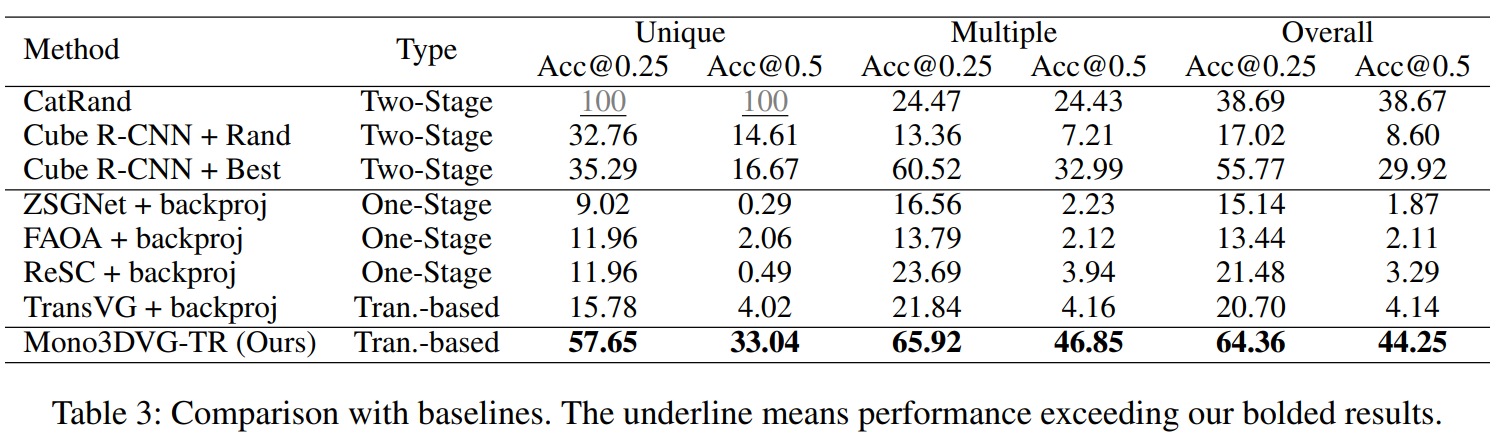 Method Type Unique Multiple Overall
Acc@0.25 Acc@0.5 Acc@0.25 Acc@0.5 Acc@0.25 Acc@0.5
CatRand Two-Stage 100 100 24.47 24.43 38.69 38.67
Cube R-CNN + Rand Two-Stage 32.76 14.61 13.36 7.21 17.02 8.60
Cube R-CNN + Best Two-Stage 35.29 16.67 60.52 32.99 55.77 29.92
ZSGNet + backproj One-Stage 9.02 0.29 16.56 2.23 15.14 1.87
FAOA + backproj One-Stage 11.96 2.06 13.79 2.12 13.44 2.11
ReSC + backproj One-Stage 11.96 0.49 23.69 3.94 21.48 3.29
TransVG + backproj Tran.-based 15.78 4.02 21.84 4.16 20.70 4.14
Mono3DVG-TR (Ours) Tran.-based 57.65 33.04 65.92 46.85 64.36 44.25
Table 3: Comparison with baselines. The underline means performance exceeding our bolded results.